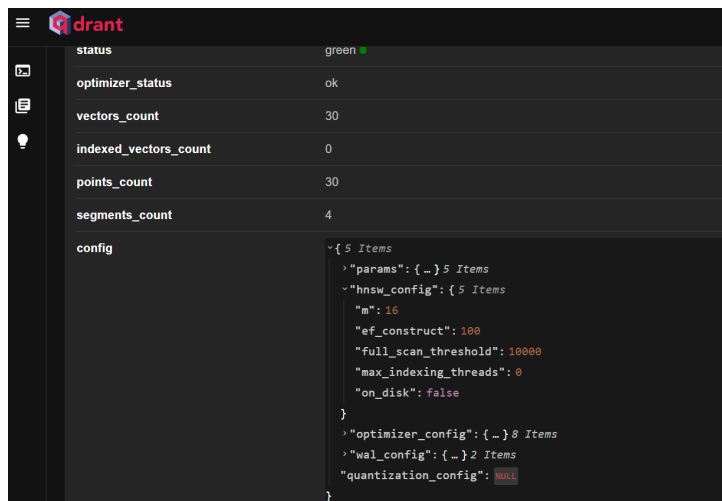 qdrant
status green
optimizer_status ok
vectors_count 30
indexed_vectors_count 0
points_count 30
segments_count 4
config { 5 Items
"params": { … } 5 Items
"hnsw_config": { 5 Items
"m": 16
"ef_construct": 100
"full_scan_threshold": 10000
"max_indexing_threads": 0
"on_disk": false
}
"optimizer_config": { … } 8 Items
"wal_config": { … } 2 Items
"quantization_config": NULL
}